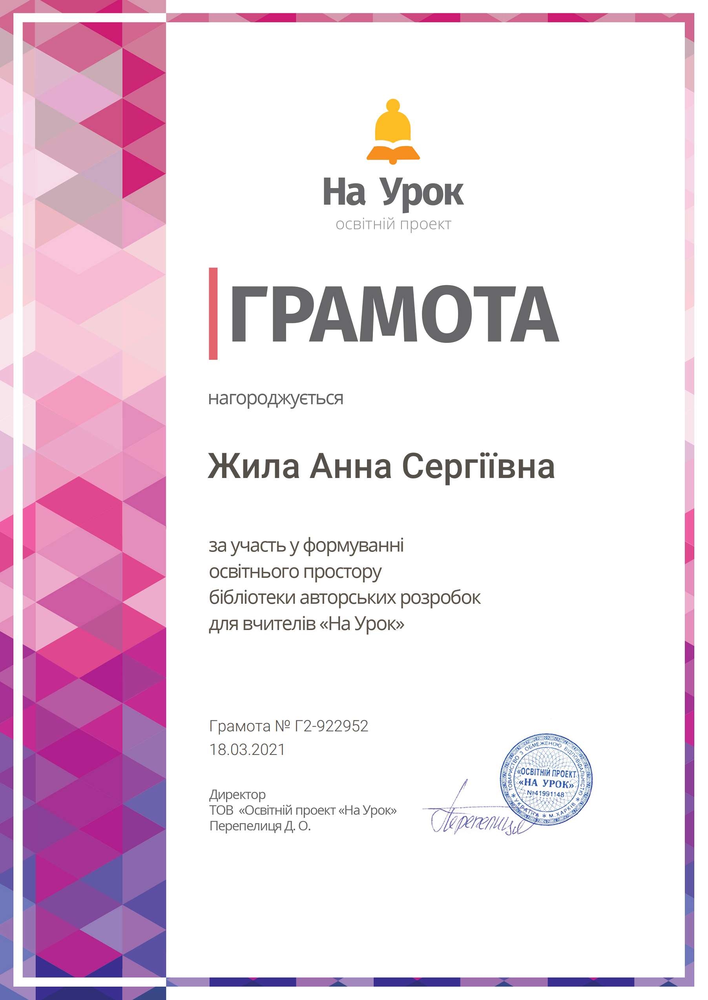 На Урок
освітній проект
ГРАМОТА
нагороджується
Жила Анна Сергіївна
за участь у формуванні
освітнього простору
бібліотеки авторських розробок
для вчителів «На Урок»
Грамота № Г2-922952
18.03.2021
Директор
ТОВ «Освітній проект «На Урок»
Перепелиця Д. О.
Перепелиця
ТОВАРИСТВО З ОБМЕЖЕНОЮ ВІДПОВІДАЛЬНІСТЮ
«ОСВІТНІЙ ПРОЕКТ
«НА УРОК»
№41991148
* УКРАЇНА * М.ХАРКІВ *